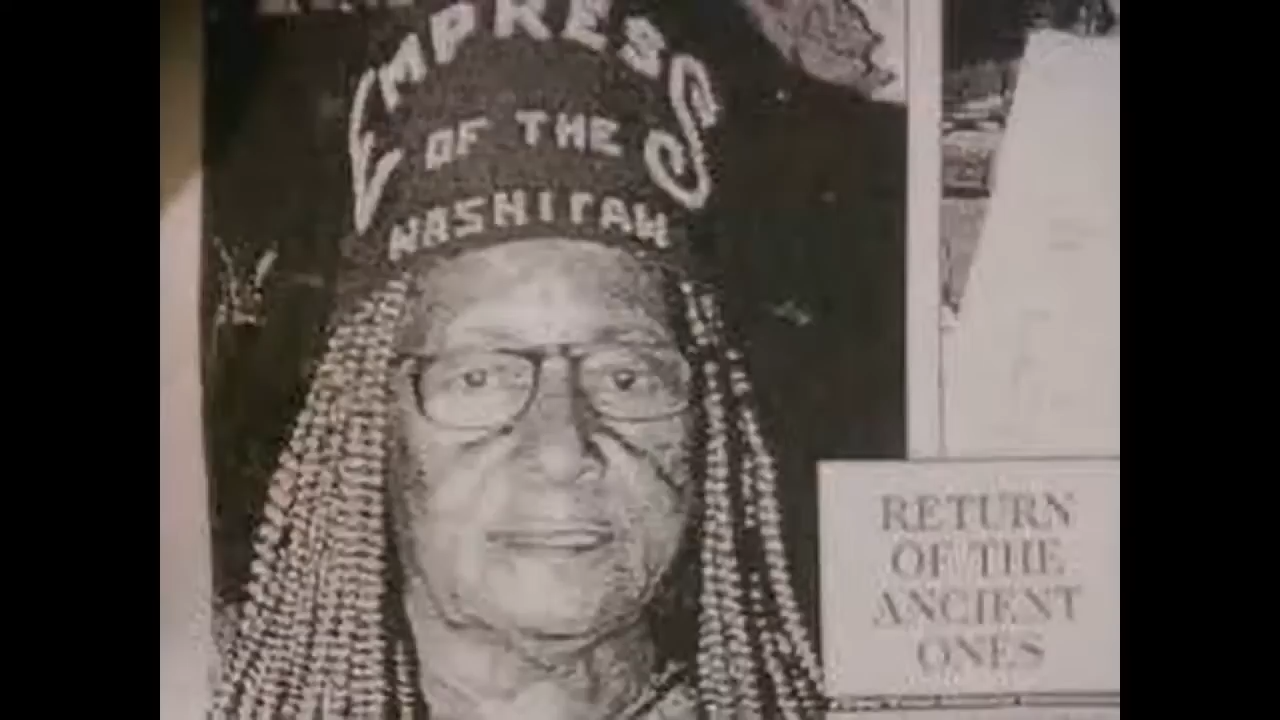 EMPRESS
OF THE
WASHITAW
RETURN
OF THE
ANCIENT
ONES